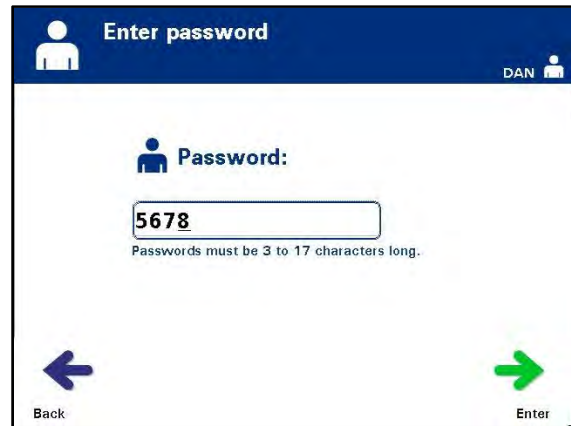 Enter password
DAN
Password:
5678
Passwords must be 3 to 17 characters long.
Back
Enter